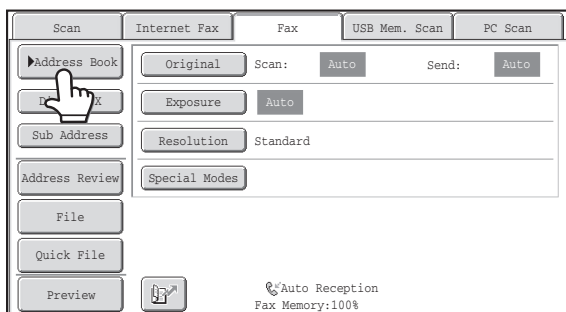 Scan Internet Fax Fax USB Mem. Scan PC Scan
Address Book
Original Scan: Auto Send: Auto
X
Exposure Auto
Sub Address
Resolution Standard
Address Review
Special Modes
File
Quick File
Preview
Auto Reception
Fax Memory:100%